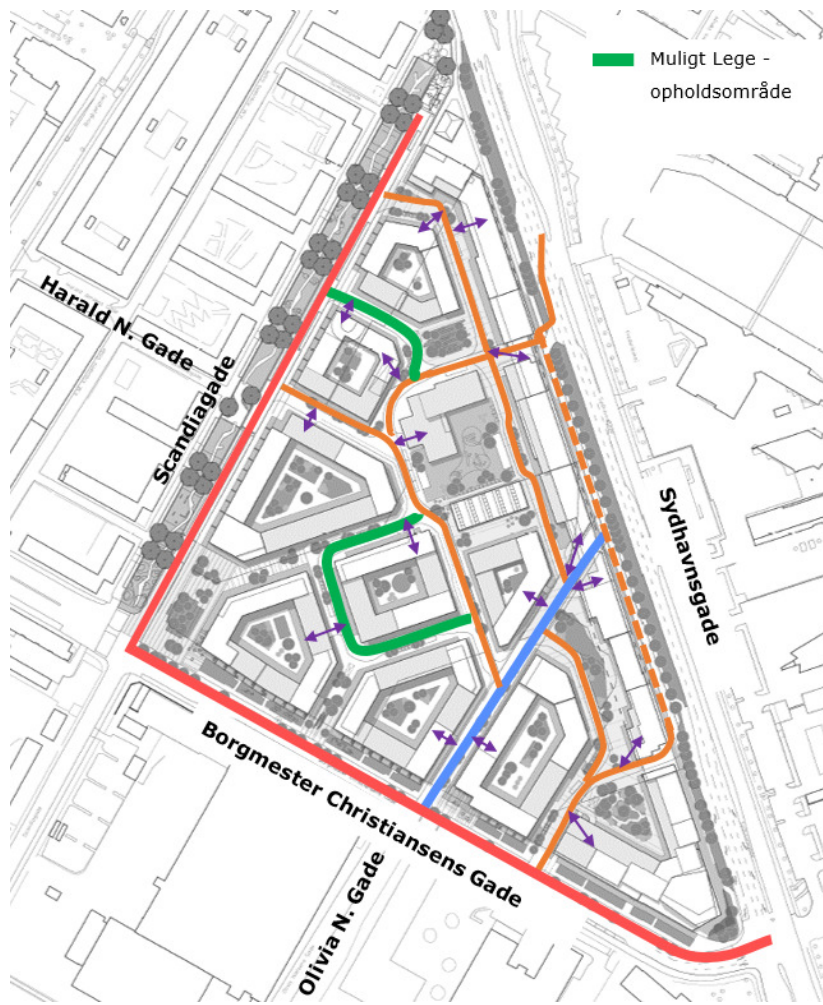 Muligt Lege -
opholdsområde
Harald N. Gade
Scandiagade
Sydhavnsgade
Borgmester Christiansens Gade
Olivia N. Gade